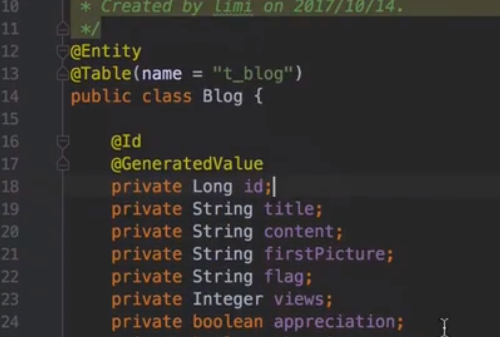 10 * Created by limi on 2017/10/14.
11 */
12 @Entity
13 @Table(name = "t_blog")
14 public class Blog {
15
16 @Id
17 @GeneratedValue
18 private Long id;
19 private String title;
20 private String content;
21 private String firstPicture;
22 private String flag;
23 private Integer views;
24 private boolean appreciation;